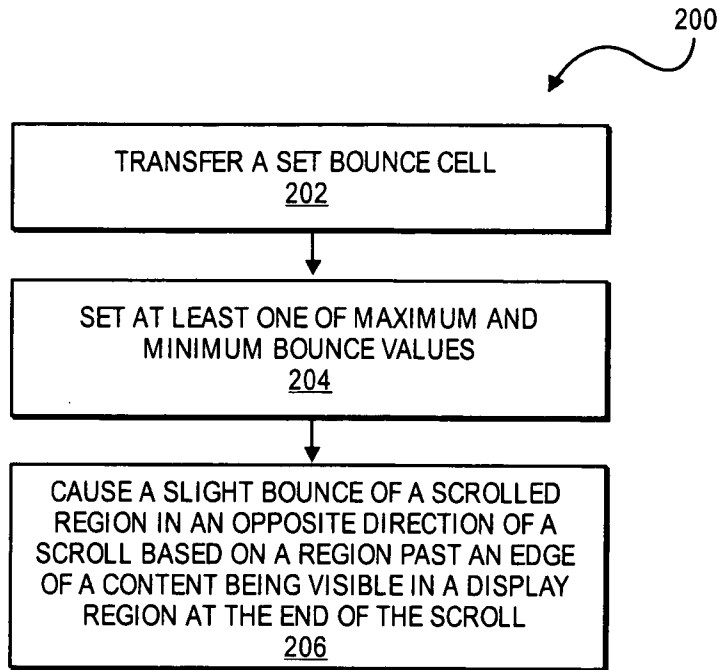 200
TRANSFER A SET BOUNCE CELL
202
SET AT LEAST ONE OF MAXIMUM AND
MINIMUM BOUNCE VALUES
204
CAUSE A SLIGHT BOUNCE OF A SCROLLED
REGION IN AN OPPOSITE DIRECTION OF A
SCROLL BASED ON A REGION PAST AN EDGE
OF A CONTENT BEING VISIBLE IN A DISPLAY
REGION AT THE END OF THE SCROLL
206